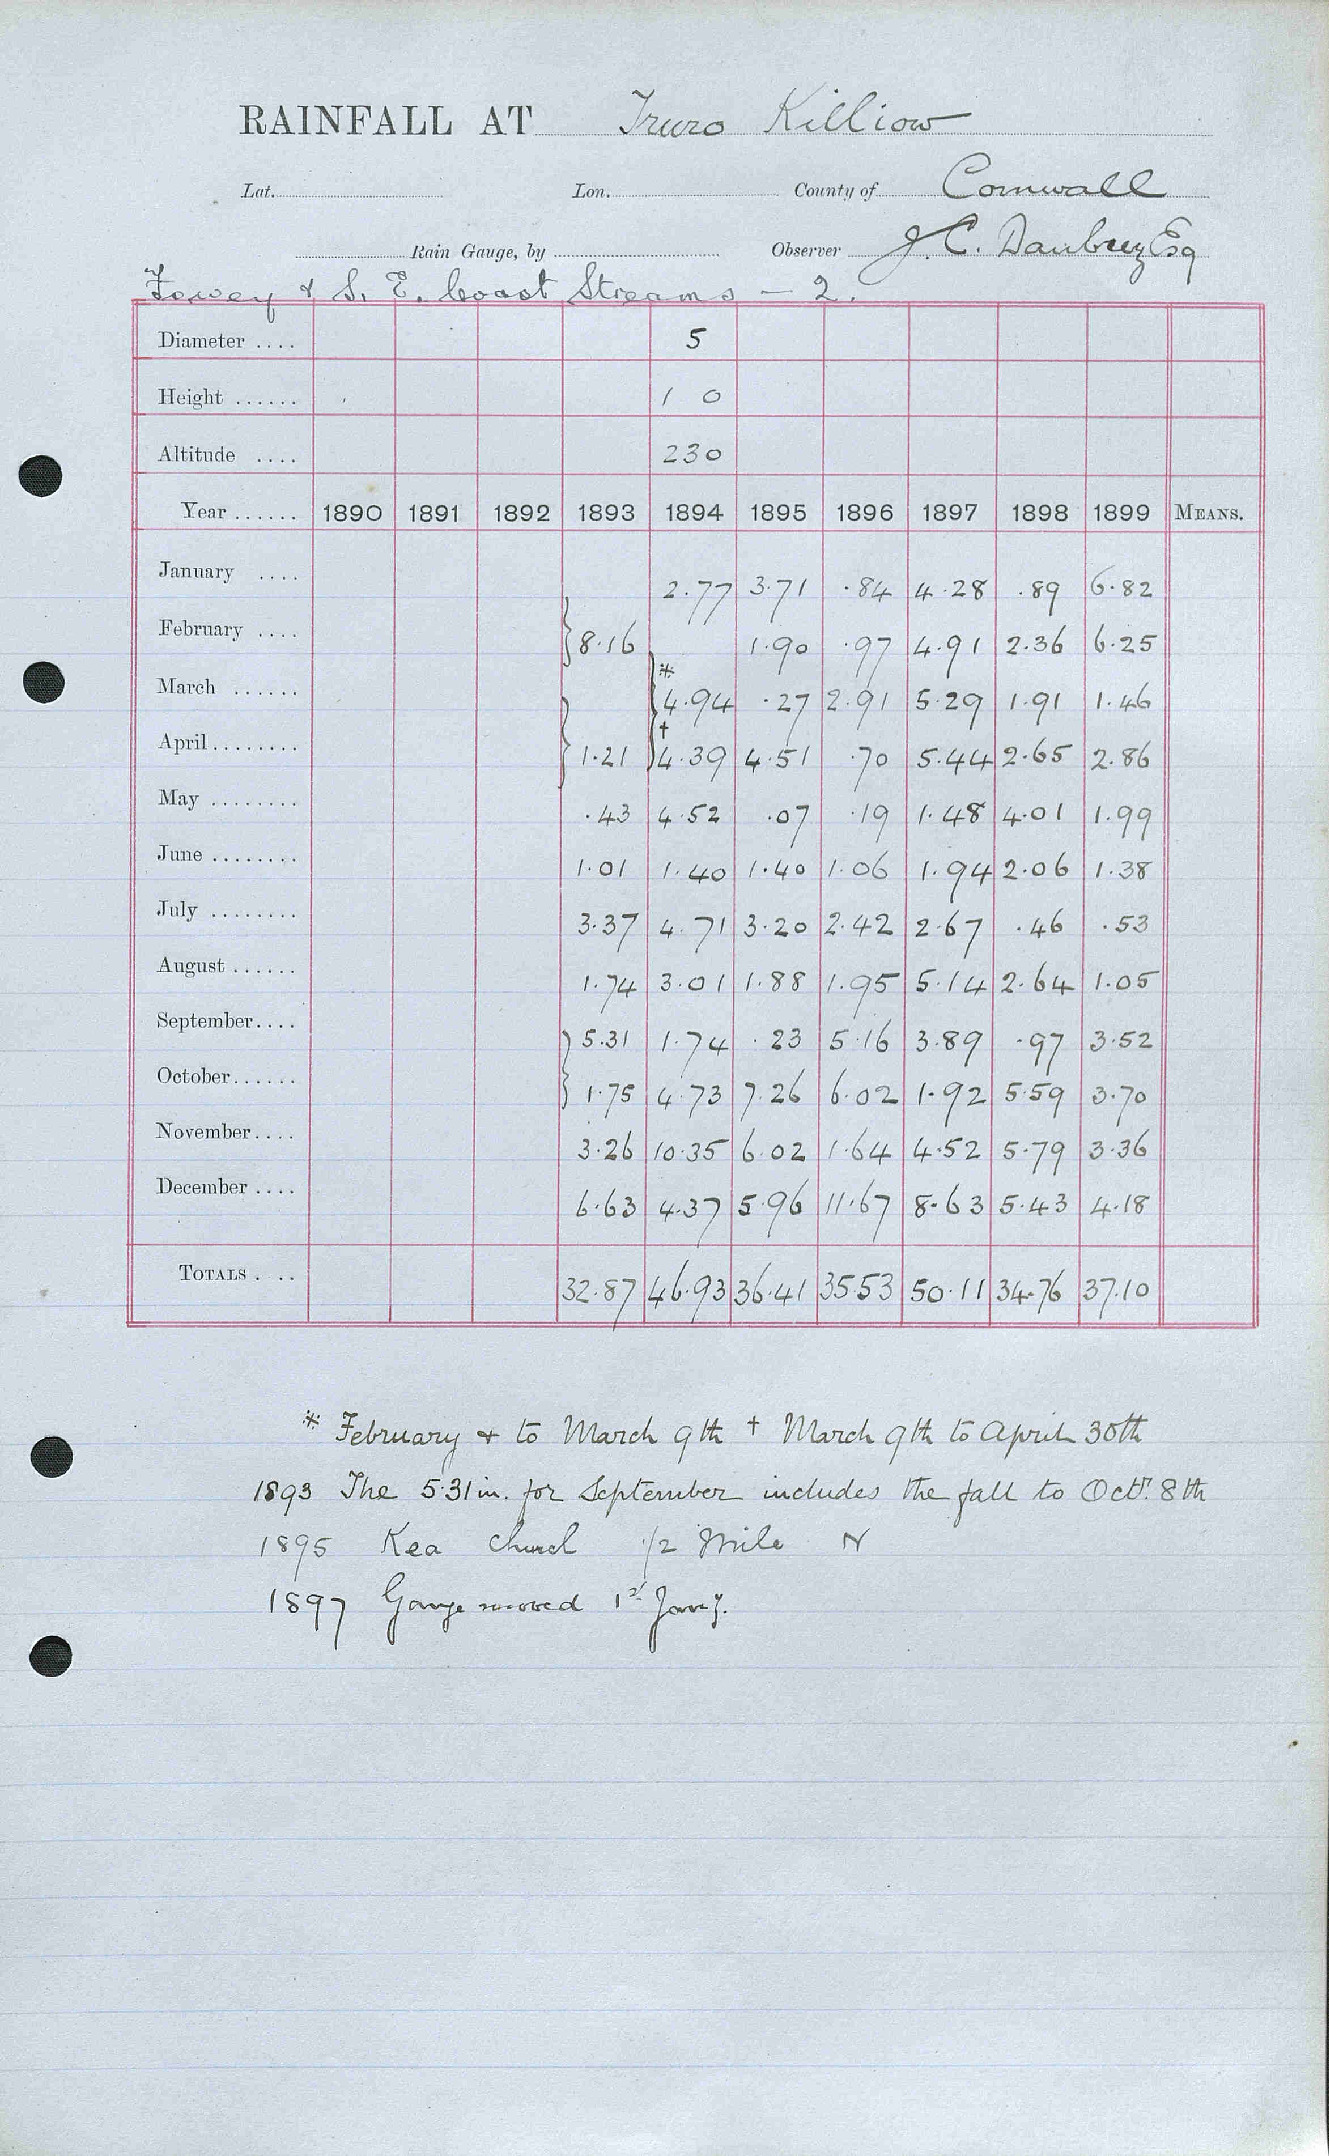 RAINFALL AT Truro Killiow
Lat. Lon. County of Cornwall
Rain Gauge, by Observer J. C. Daubuz Esq
Fowey & S. E. Coast Streams - 2.
Diameter .... 5
Height ...... 1 0
Altitude .... 230
Year ...... 1890 1891 1892 1893 1894 1895 1896 1897 1898 1899 MEANS.
January .... 2.77 3.71 .84 4.28 .89 6.82
February .... } 8.16 1.90 .97 4.91 2.36 6.25
March ...... { * 4.94 .27 2.91 5.29 1.91 1.46
April ........ } 1.21 † 4.39 4.51 .70 5.44 2.65 2.86
May ........ .43 4.52 .07 .19 1.48 4.01 1.99
June ........ 1.01 1.40 1.40 1.06 1.94 2.06 1.38
July ........ 3.37 4.71 3.20 2.42 2.67 .46 .53
August ...... 1.74 3.01 1.88 1.95 5.14 2.64 1.05
September .... } 5.31 1.74 .23 5.16 3.89 .97 3.52
October ...... 1.75 4.73 7.26 6.02 1.92 5.59 3.70
November .... 3.26 10.35 6.02 1.64 4.52 5.79 3.36
December .... 6.63 4.37 5.96 11.67 8.63 5.43 4.18
TOTALS . .. 32.87 46.93 36.41 35.53 50.11 34.76 37.10
* February & to March 9th † March 9th to April 30th
1893 The 5.31 in. for September includes the fall to Octr. 8th
1895 Kea Church 1/2 Mile N
1897 Gauge moved 1st Jany.